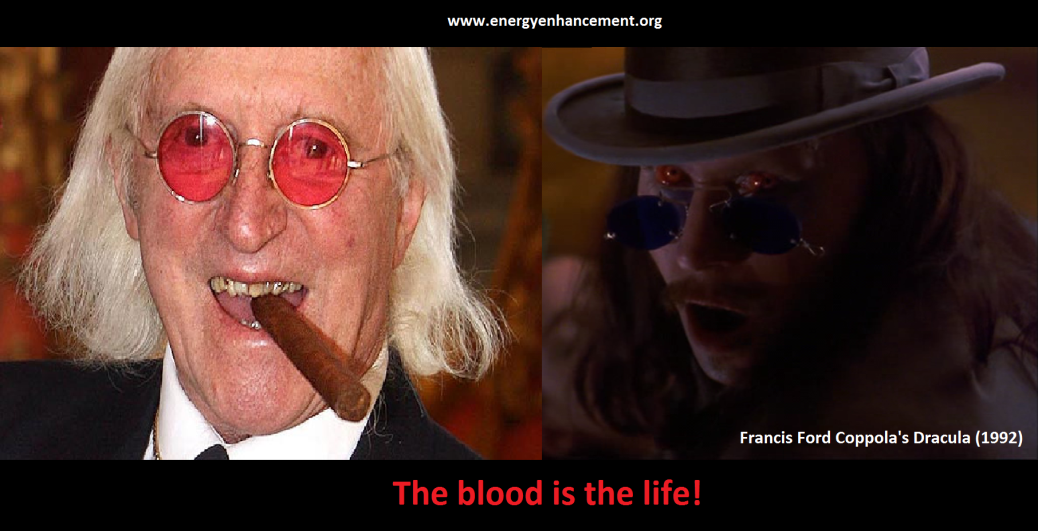 www.energyenhancement.org
Francis Ford Coppola's Dracula (1992)
The blood is the life!